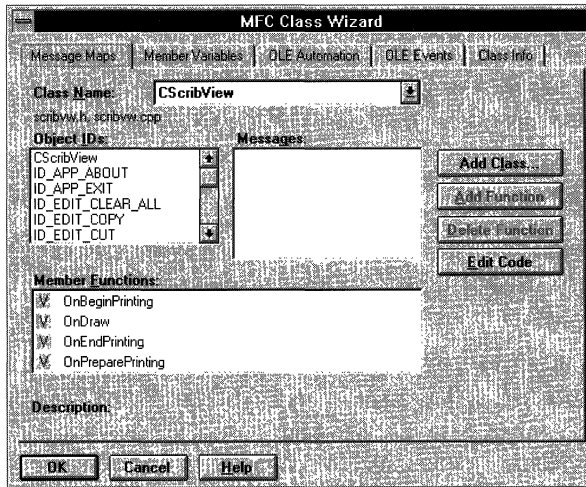 MFC Class Wizard
Message Maps Member Variables OLE Automation OLE Events Class Info
Class Name: CScribView
scribvw.h, scribvw.cpp
Object IDs: Messages:
CScribView
ID_APP_ABOUT
ID_APP_EXIT
ID_EDIT_CLEAR_ALL
ID_EDIT_COPY
ID_EDIT_CUT
Add Class...
Add Function
Delete Function
Edit Code
Member Functions:
V OnBeginPrinting
V OnDraw
V OnEndPrinting
V OnPreparePrinting
Description:
OK Cancel Help